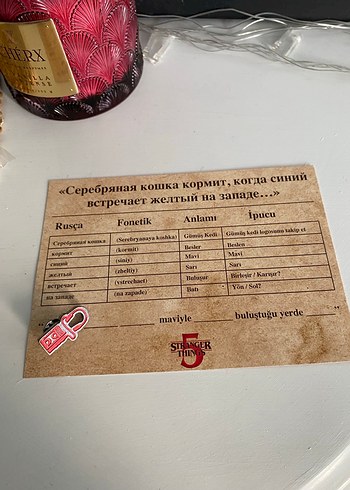 HERX
«Серебряная кошка кормит, когда синий
встречает желтый на западе...»
Rusça Fonetik Anlamı İpucu
Серебряная кошка (Serebryanaya koshka) Gümüş Kedi Gümüş kedi logosunu takip et
кормит (kormit) Besler Beslen
синий (siniy) Mavi Mavi
желтый (zheltiy) Sarı Sarı
встречает (vstrechaet) Buluşur Birleşir / Karışır?
на западе (na zapade) Batı Yön / Sol?
" maviyle buluştuğu yerde "
STRANGER
THINGS
5